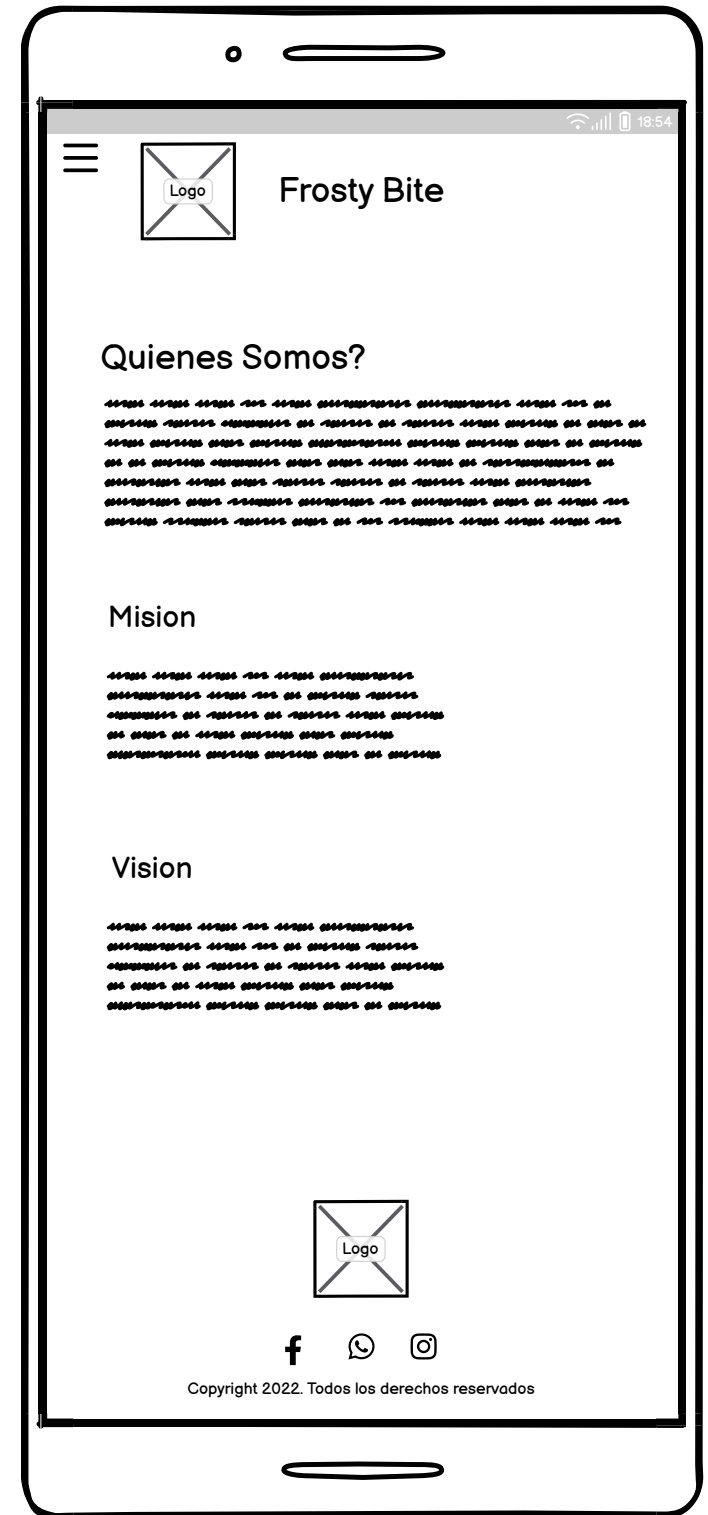 18:54
Logo
Frosty Bite
Quienes Somos?
Mision
Vision
Logo
Copyright 2022. Todos los derechos reservados